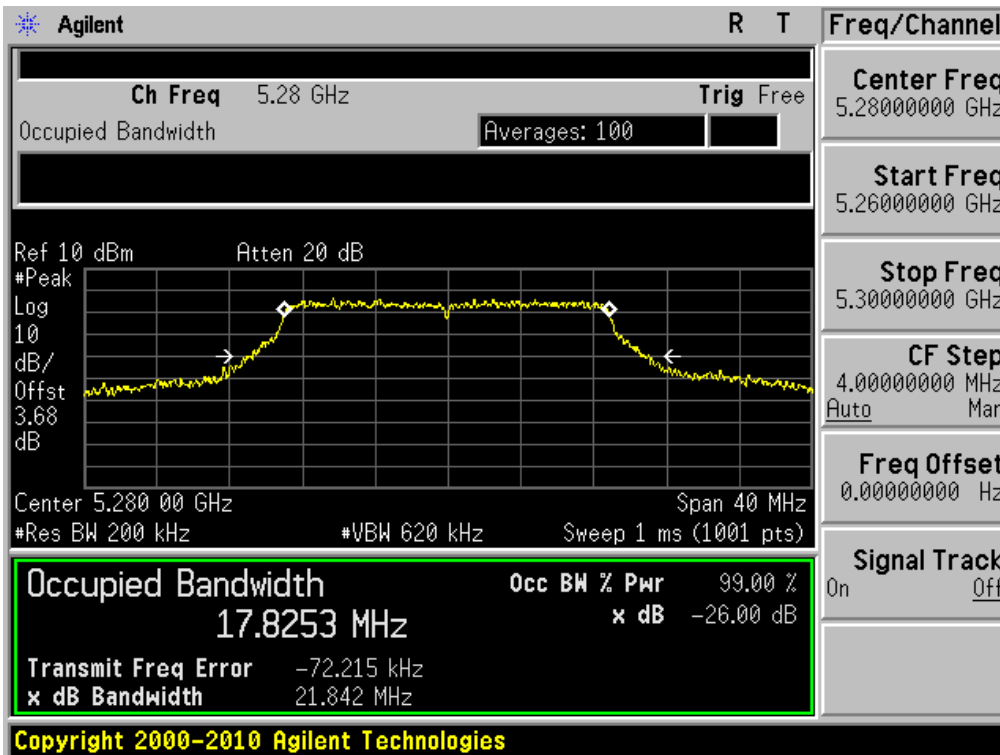 Agilent
R T
Freq/Channel
Ch Freq 5.28 GHz
Trig Free
Occupied Bandwidth
Averages: 100
Center Freq
5.28000000 GHz
Start Freq
5.26000000 GHz
Stop Freq
5.30000000 GHz
CF Step
4.00000000 MHz
Auto Man
Freq Offset
0.00000000 Hz
Signal Track
On Off
Ref 10 dBm
Atten 20 dB
#Peak
Log
10
dB/
Offst
3.68
dB
Center 5.280 00 GHz
Span 40 MHz
#Res BW 200 kHz
#VBW 620 kHz
Sweep 1 ms (1001 pts)
Occupied Bandwidth
17.8253 MHz
Occ BW % Pwr 99.00 %
x dB -26.00 dB
Transmit Freq Error -72.215 kHz
x dB Bandwidth 21.842 MHz
Copyright 2000-2010 Agilent Technologies